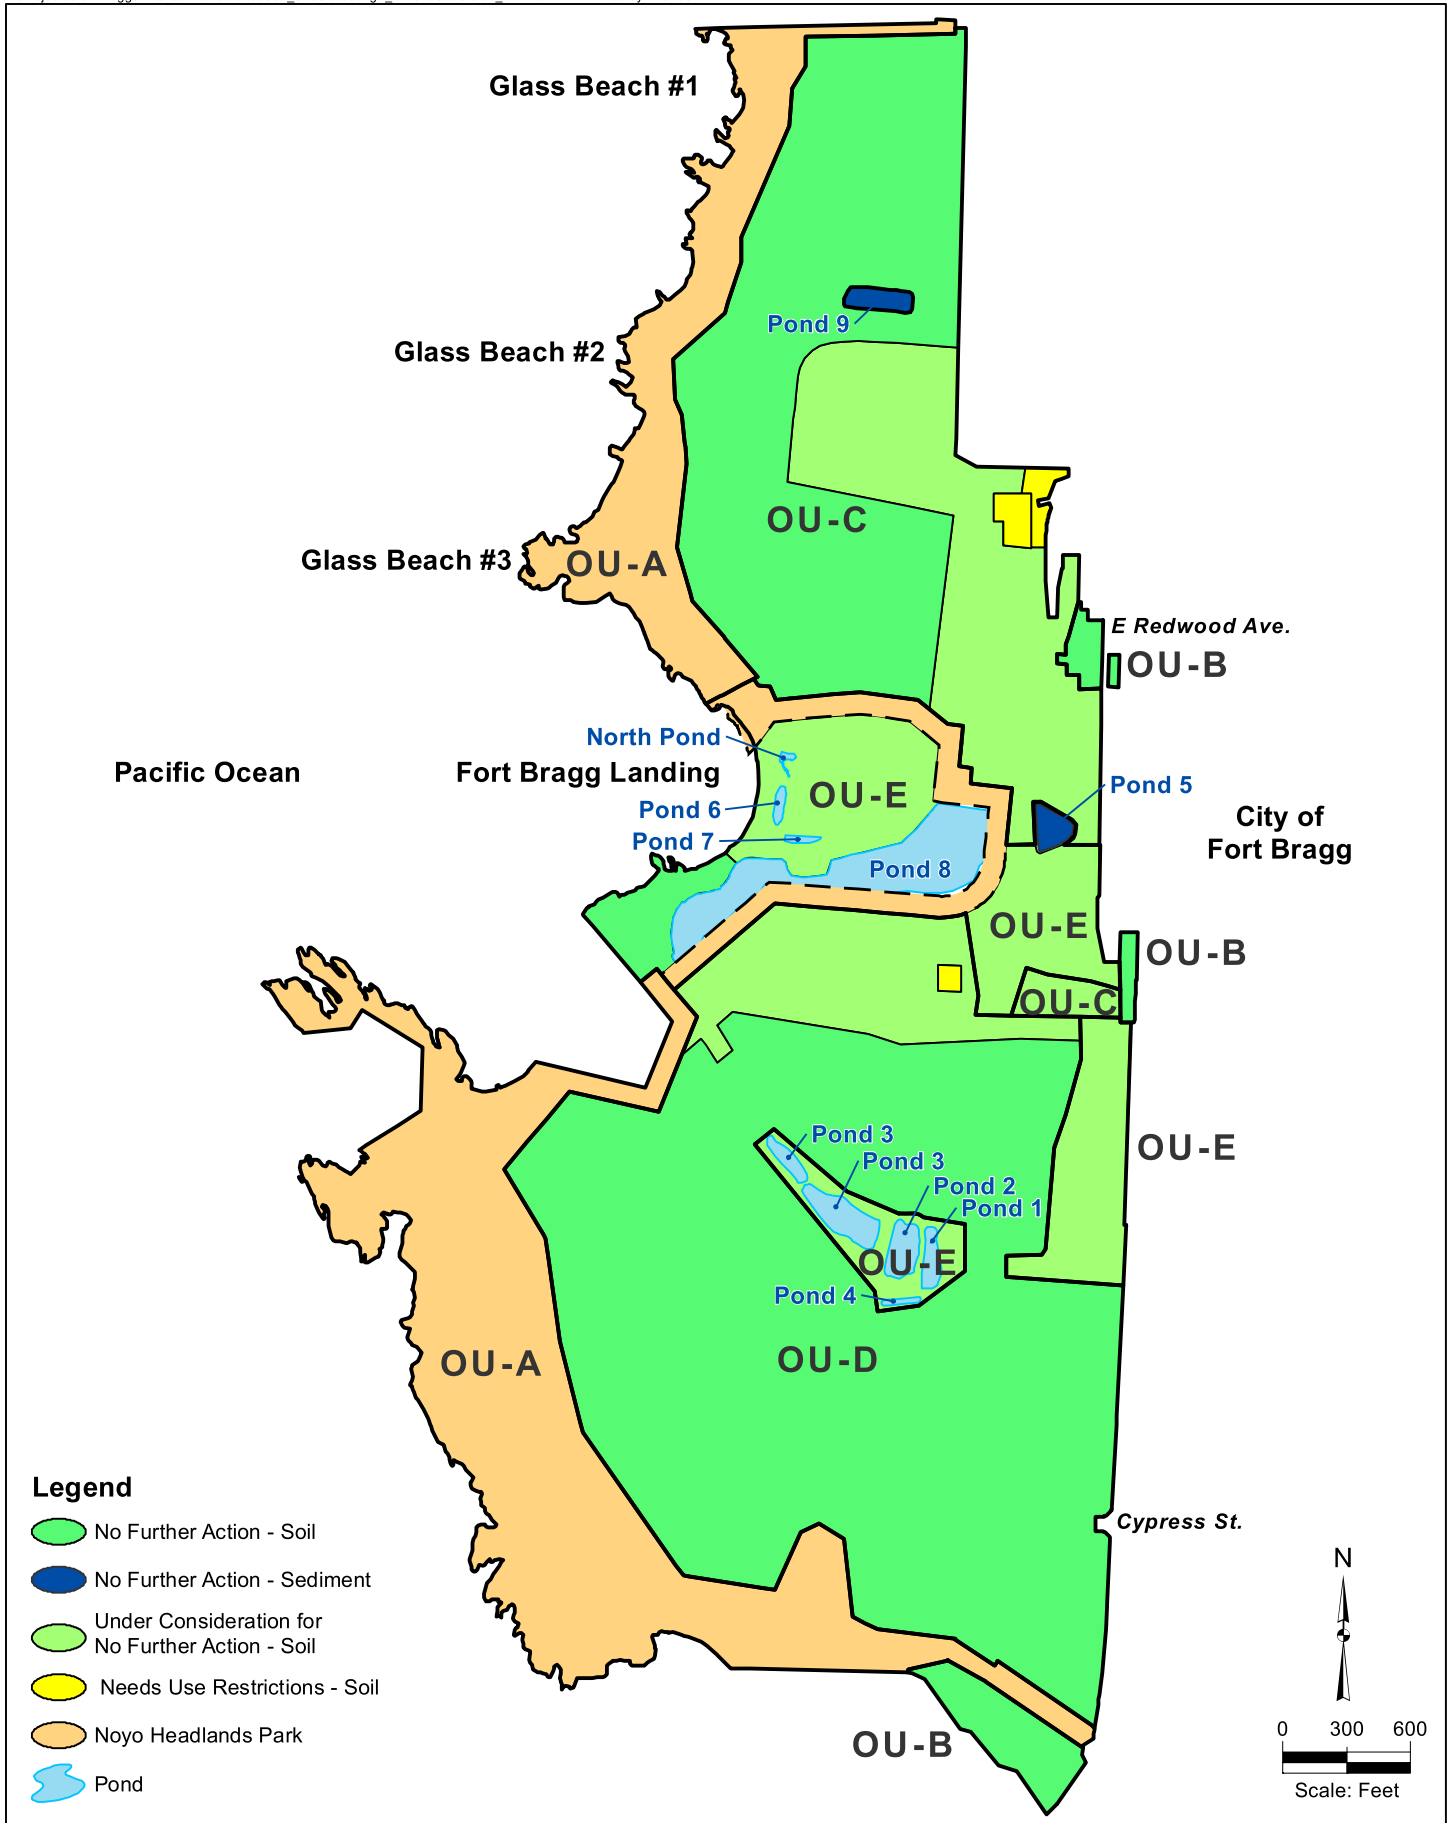 Glass Beach #1
Pond 9
Glass Beach #2
OU-C
Glass Beach #3
OU-A
E Redwood Ave.
OU-B
North Pond
Pacific Ocean
Fort Bragg Landing
OU-E
Pond 5
Pond 6
City of
Fort Bragg
Pond 7
Pond 8
OU-E
OU-B
OU-C
Pond 3
OU-E
Pond 3
Pond 2
Pond 1
OU-E
Pond 4
OU-A
OU-D
Legend
No Further Action - Soil
No Further Action - Sediment
Under Consideration for
No Further Action - Soil
Needs Use Restrictions - Soil
Noyo Headlands Park
Pond
Cypress St.
N
OU-B
0 300 600
Scale: Feet